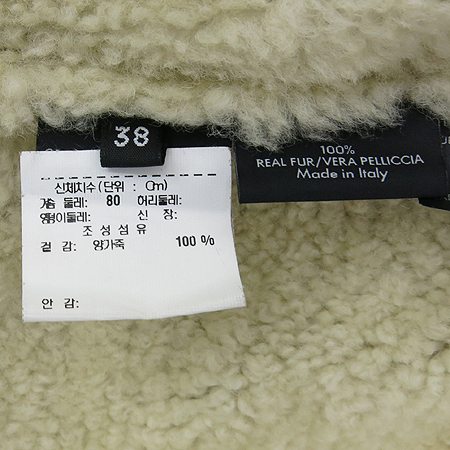 38
100%
REAL FUR/VERA PELLICCIA
Made in Italy
신체치수(단위 : Cm)
가슴 둘레: 80 허리둘레:
엉덩이둘레: 신 장:
조 성 섬 유
겉 감: 양가죽 100 %
안 감: